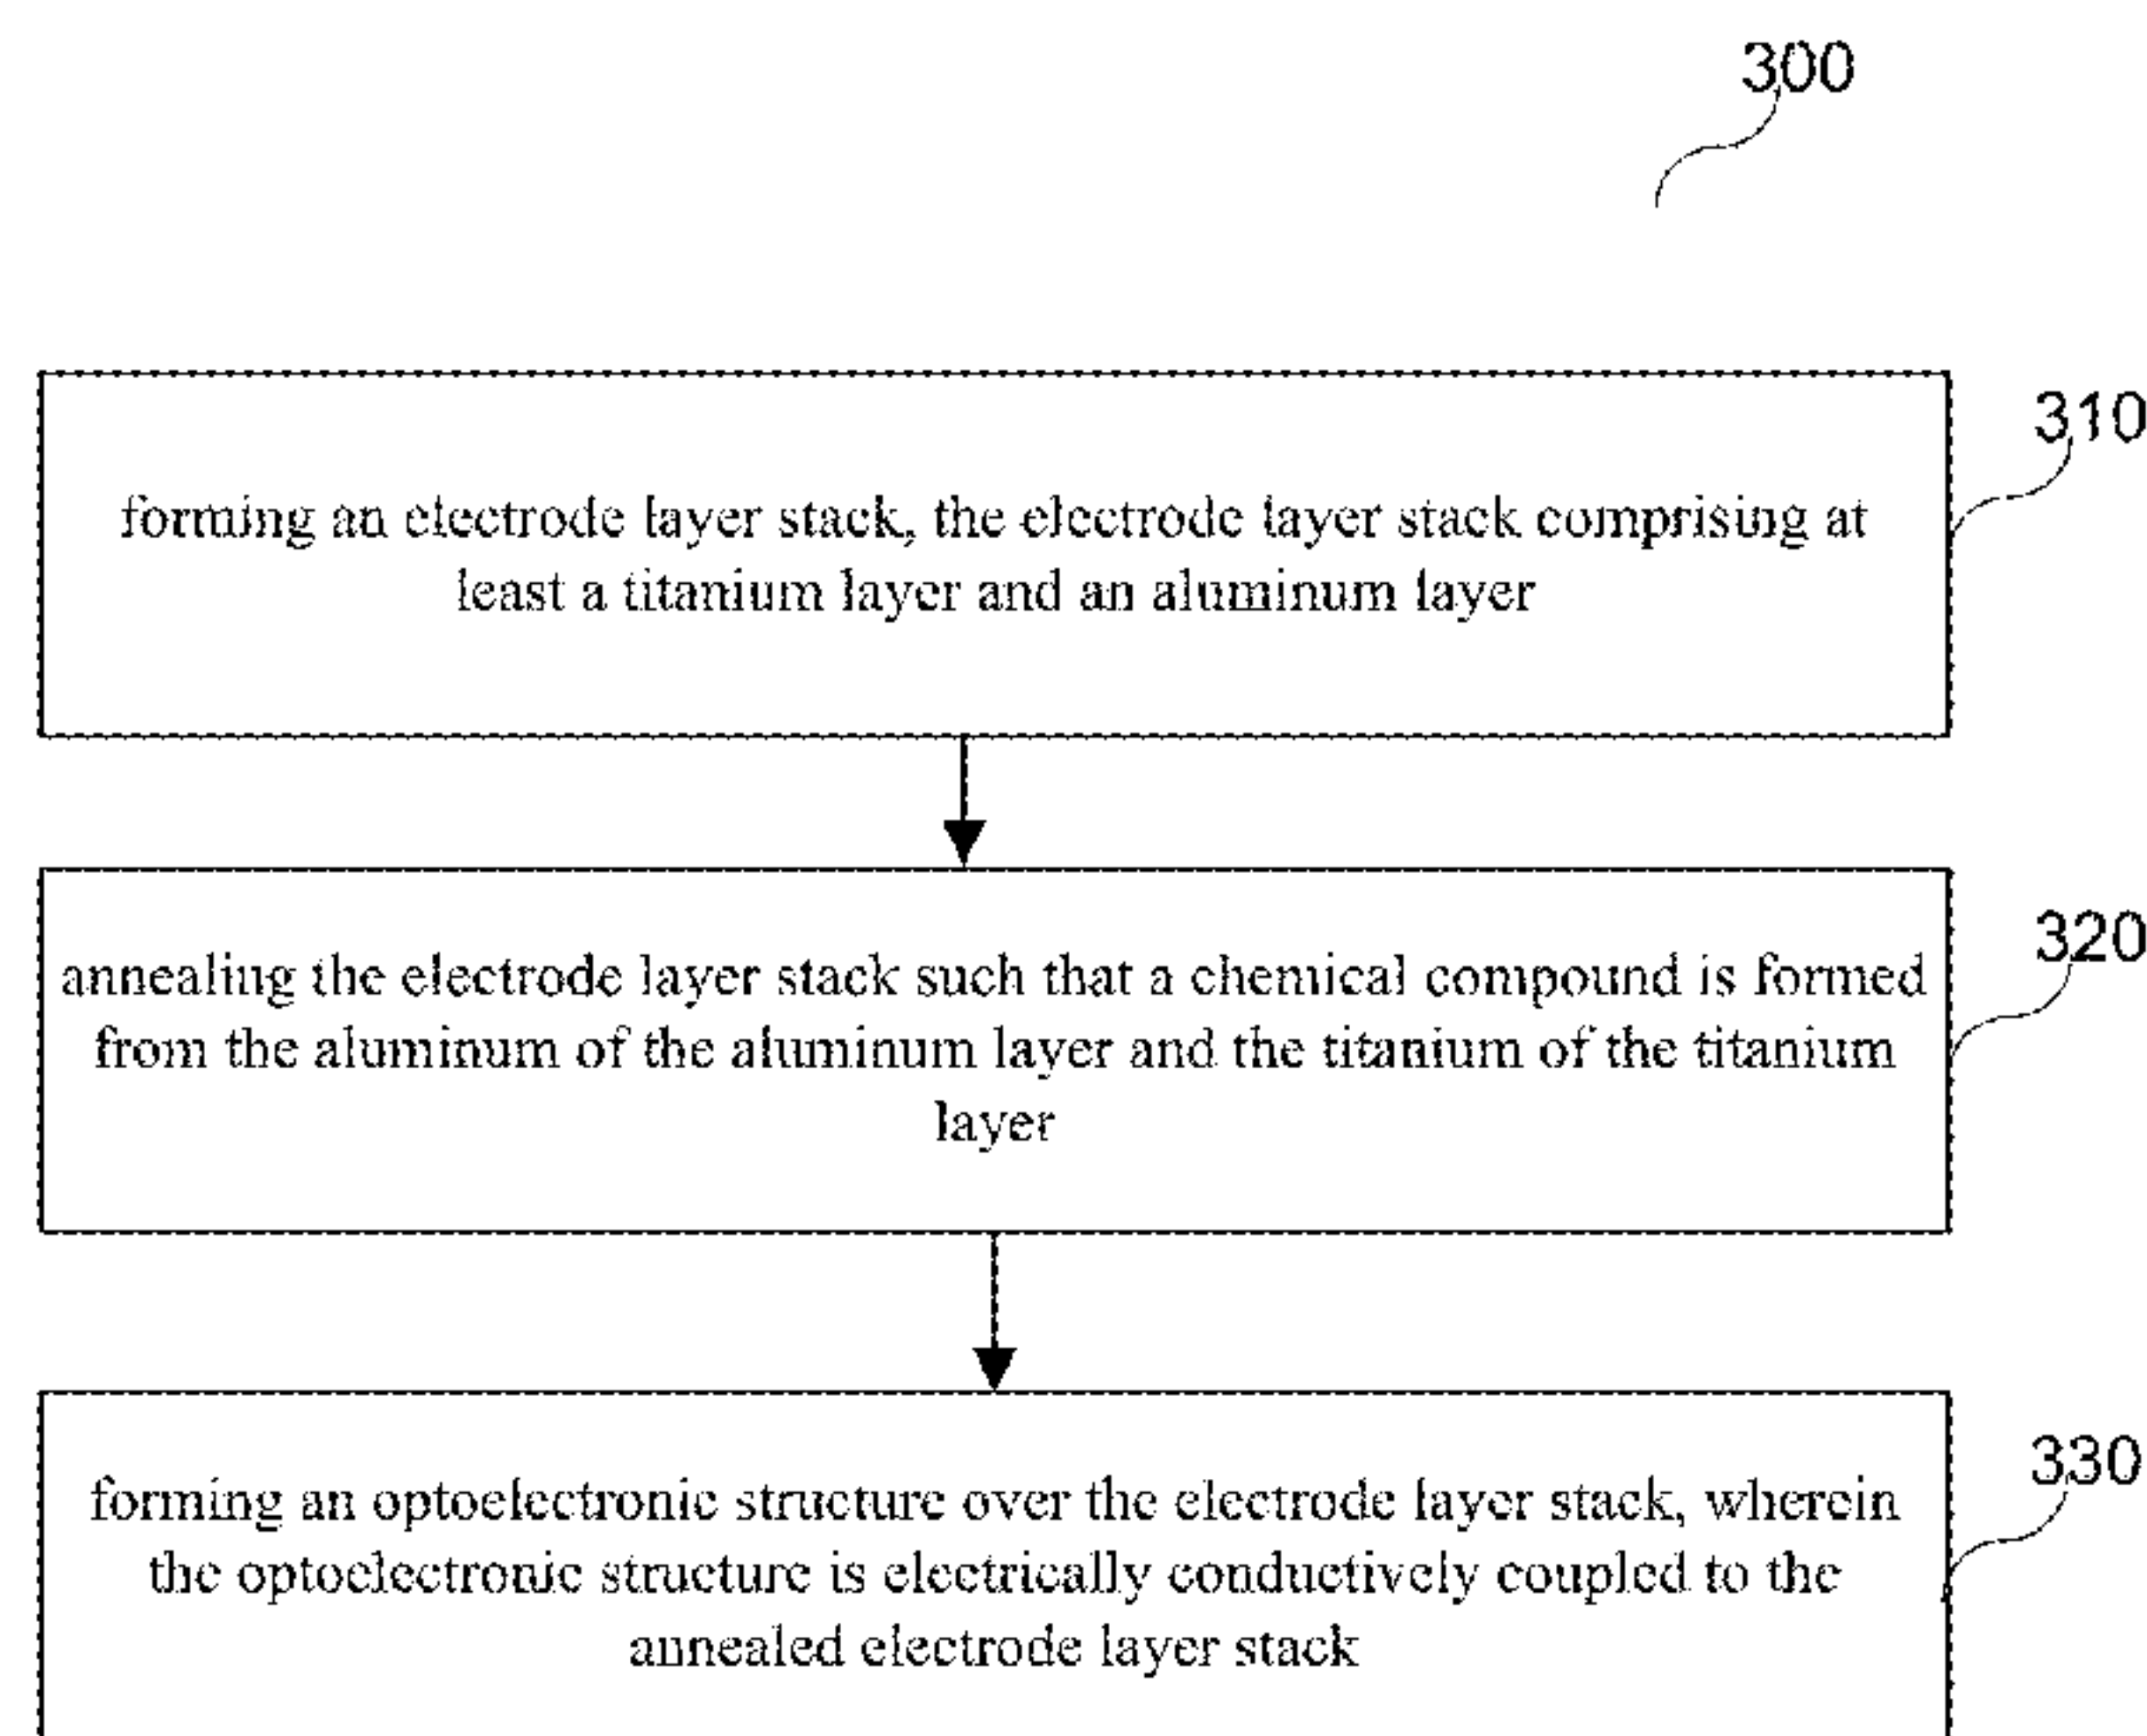 300
310
forming an electrode layer stack, the electrode layer stack comprising at
least a titanium layer and an aluminum layer
320
annealing the electrode layer stack such that a chemical compound is formed
from the aluminum of the aluminum layer and the titanium of the titanium
layer
330
forming an optoelectronic structure over the electrode layer stack, wherein
the optoelectronic structure is electrically conductively coupled to the
annealed electrode layer stack